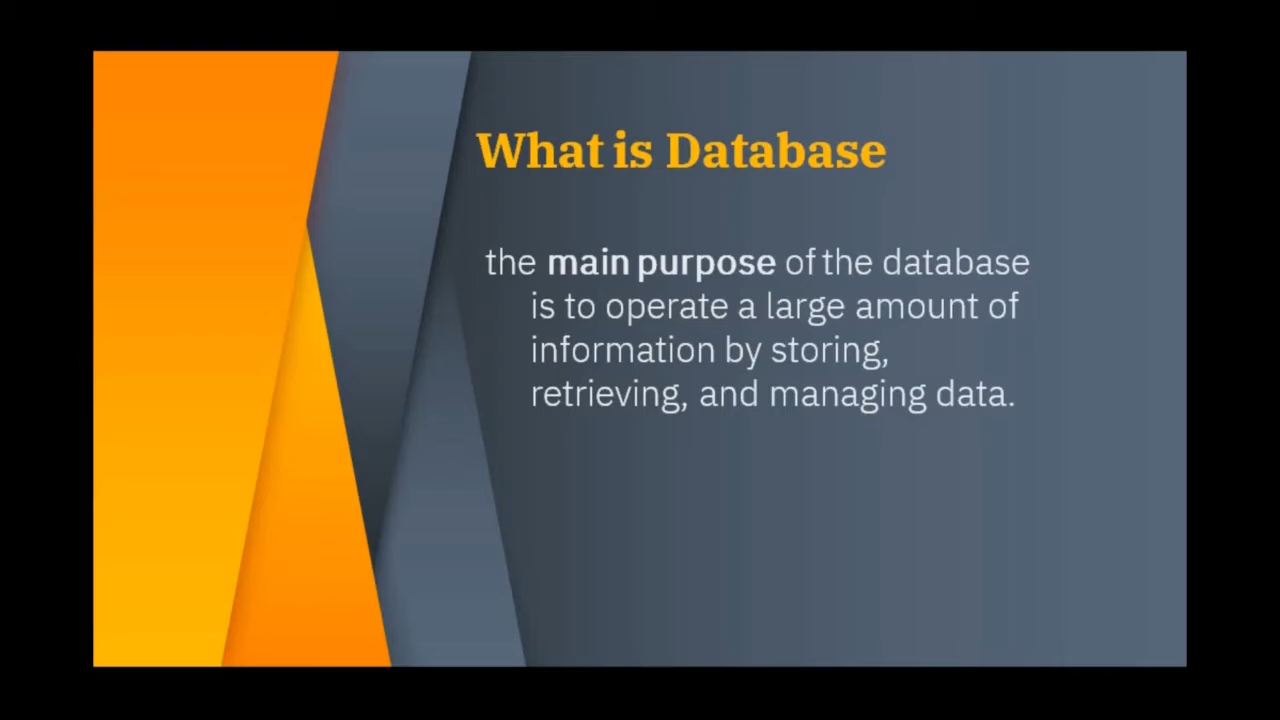 What is Database
the main purpose of the database
is to operate a large amount of
information by storing,
retrieving, and managing data.